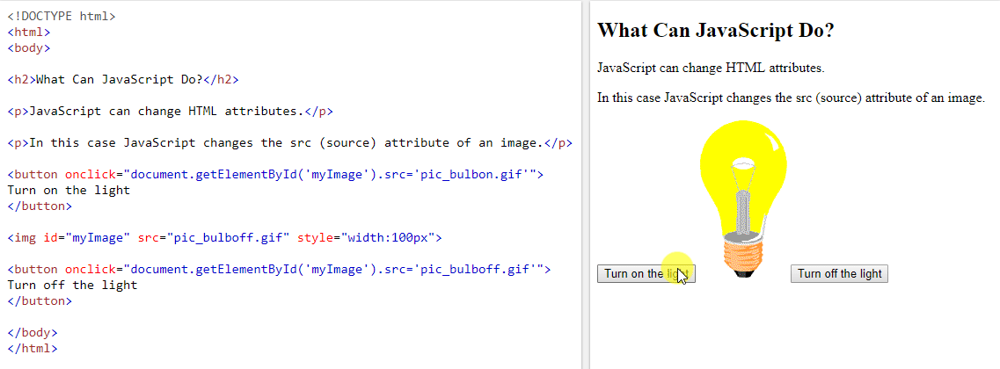 <!DOCTYPE html>
<html>
<body>
<h2>What Can JavaScript Do?</h2>
<p>JavaScript can change HTML attributes.</p>
<p>In this case JavaScript changes the src (source) attribute of an image.</p>
<button onclick="document.getElementById('myImage').src='pic_bulbon.gif'">
Turn on the light
</button>
<img id="myImage" src="pic_bulboff.gif" style="width:100px">
<button onclick="document.getElementById('myImage').src='pic_bulboff.gif'">
Turn off the light
</button>
</body>
</html>
What Can JavaScript Do?
JavaScript can change HTML attributes.
In this case JavaScript changes the src (source) attribute of an image.
Turn on the light
Turn off the light